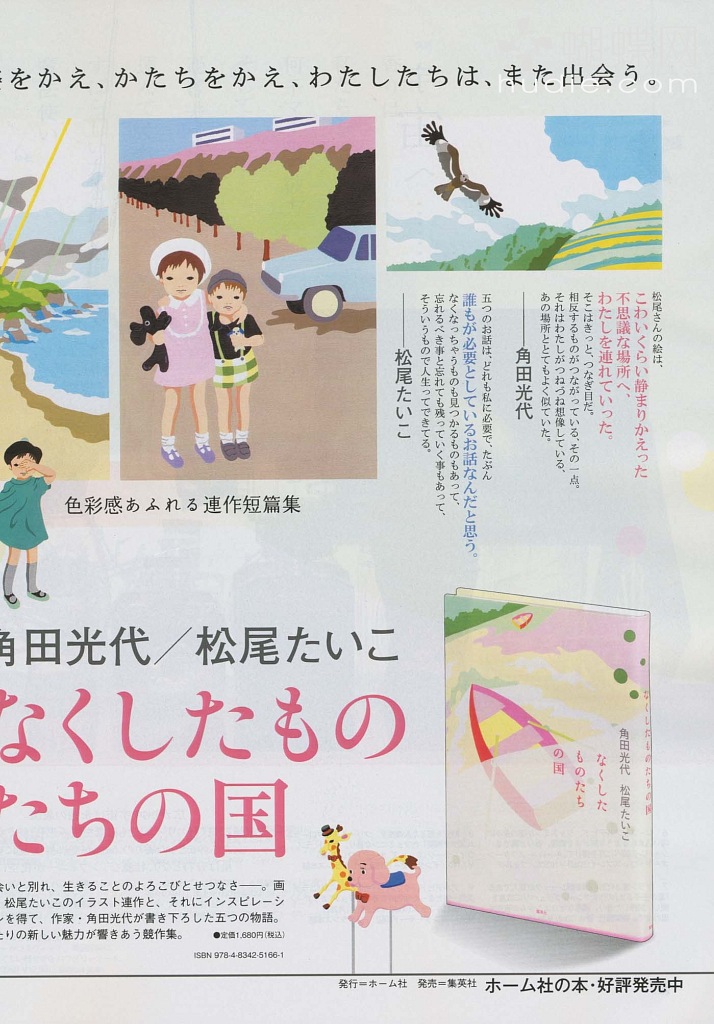 をかえ、かたちをかえ、わたしたちは、また出会う。
hudie.com
松尾さんの絵は、
こわいくらい静まりかえった
不思議な場所へ、
わたしを連れていった。
そこはきっと、つなぎ目だ。
相反するものがつながっている、その一点。
それはわたしがつねづね想像している、
あの場所ととてもよく似ていた。
――角田光代
五つのお話は、どれも私に必要で、たぶん
誰もが必要としているお話なんだと思う。
なくなっちゃうものも見つかるものもあって、
忘れるべき事と忘れても残っていく事もあって、
そういうもので人生ってできてる。
――松尾たいこ
色彩感あふれる連作短篇集
角田光代／松尾たいこ
なくしたもの
たちの国
なくした
ものたち
の国
角田光代 松尾たいこ
なくしたものたちの国
会いと別れ、生きることのよろこびとせつなさ――。画
松尾たいこのイラスト連作と、それにインスピレーシ
ンを得て、作家・角田光代が書き下ろした五つの物語。
たりの新しい魅力が響きあう競作集。 ●定価1,680円(税込)
ISBN 978-4-8342-5166-1
発行＝ホーム社 発売＝集英社 ホーム社の本・好評発売中